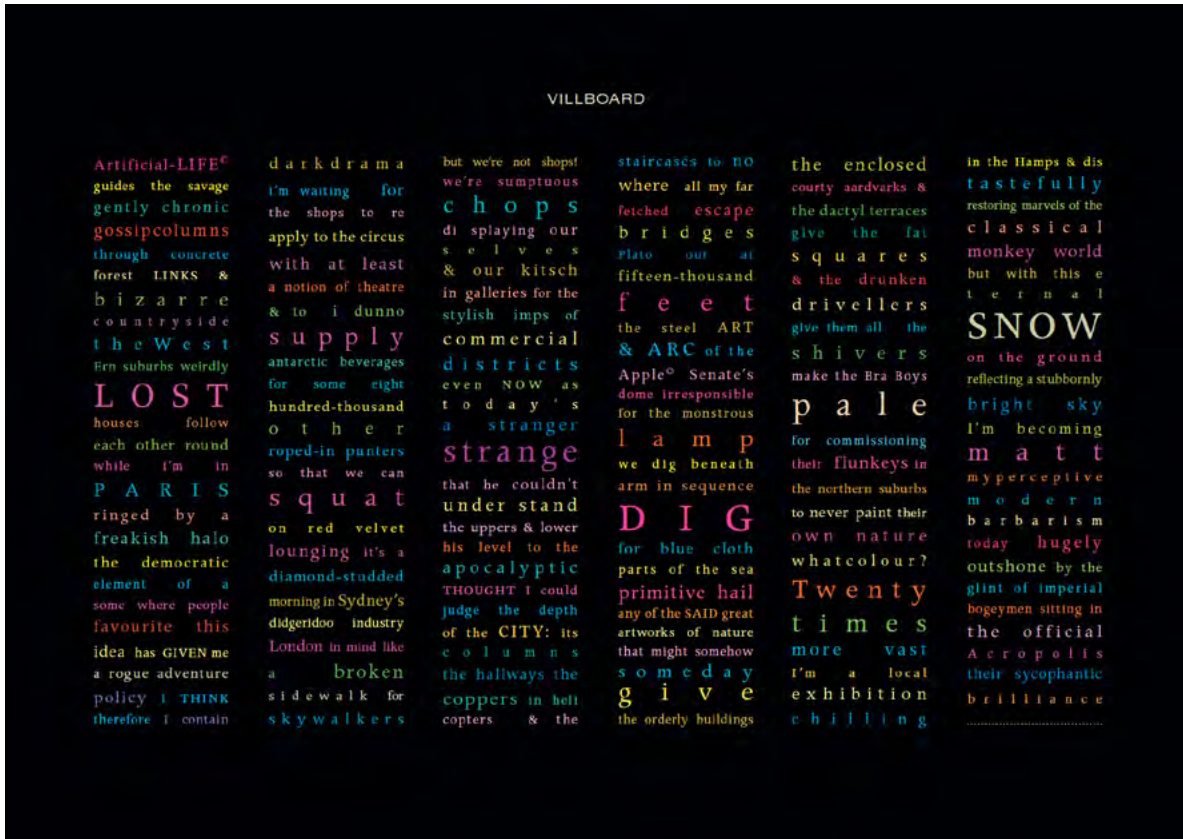 VILLBOARD
Artificial-LIFE©
guides the savage
gently chronic
gossipcolumns
through concrete
forest LINKS &
bizarre
countryside
theWest
Ern suburbs weirdly
LOST
houses follow
each other round
while I'm in
PARIS
ringed by a
freakish halo
the democratic
element of a
some where people
favourite this
idea has GIVEN me
a rogue adventure
policy I THINK
therefore I contain
darkdrama
i'm waiting for
the shops to re
apply to the circus
with at least
a notion of theatre
& to i dunno
supply
antarctic beverages
for some eight
hundred-thousand
other
roped-in punters
so that we can
squat
on red velvet
lounging it's a
diamond-studded
morning in Sydney's
didgeridoo industry
London in mind like
a broken
sidewalk for
skywalkers
but we're not shops!
we're sumptuous
chops
di splaying our
selves
& our kitsch
in galleries for the
stylish imps of
commercial
districts
even NOW as
today's
a stranger
strange
that he couldn't
under stand
the uppers & lower
his level to the
apocalyptic
THOUGHT I could
judge the depth
of the CITY: its
columns
the hallways the
coppers in heli
copters & the
staircases to no
where all my far
fetched escape
bridges
Plato out at
fifteen-thousand
feet
the steel ART
& ARC of the
Apple© Senate's
dome irresponsible
for the monstrous
lamp
we dig beneath
arm in sequence
DIG
for blue cloth
parts of the sea
primitive hail
any of the SAID great
artworks of nature
that might somehow
someday
give
the orderly buildings
the enclosed
courty aardvarks &
the dactyl terraces
give the fat
squares
& the drunken
drivellers
give them all the
shivers
make the Bra Boys
pale
for commissioning
their flunkeys in
the northern suburbs
to never paint their
own nature
whatcolour?
Twenty
times
more vast
I'm a local
exhibition
chilling
in the Hamps & dis
tastefully
restoring marvels of the
classical
monkey world
but with this e
ternal
SNOW
on the ground
reflecting a stubbornly
bright sky
I'm becoming
matt
myperceptive
modern
barbarism
today hugely
outshone by the
glint of imperial
bogeymen sitting in
the official
Acropolis
their sycophantic
brilliance